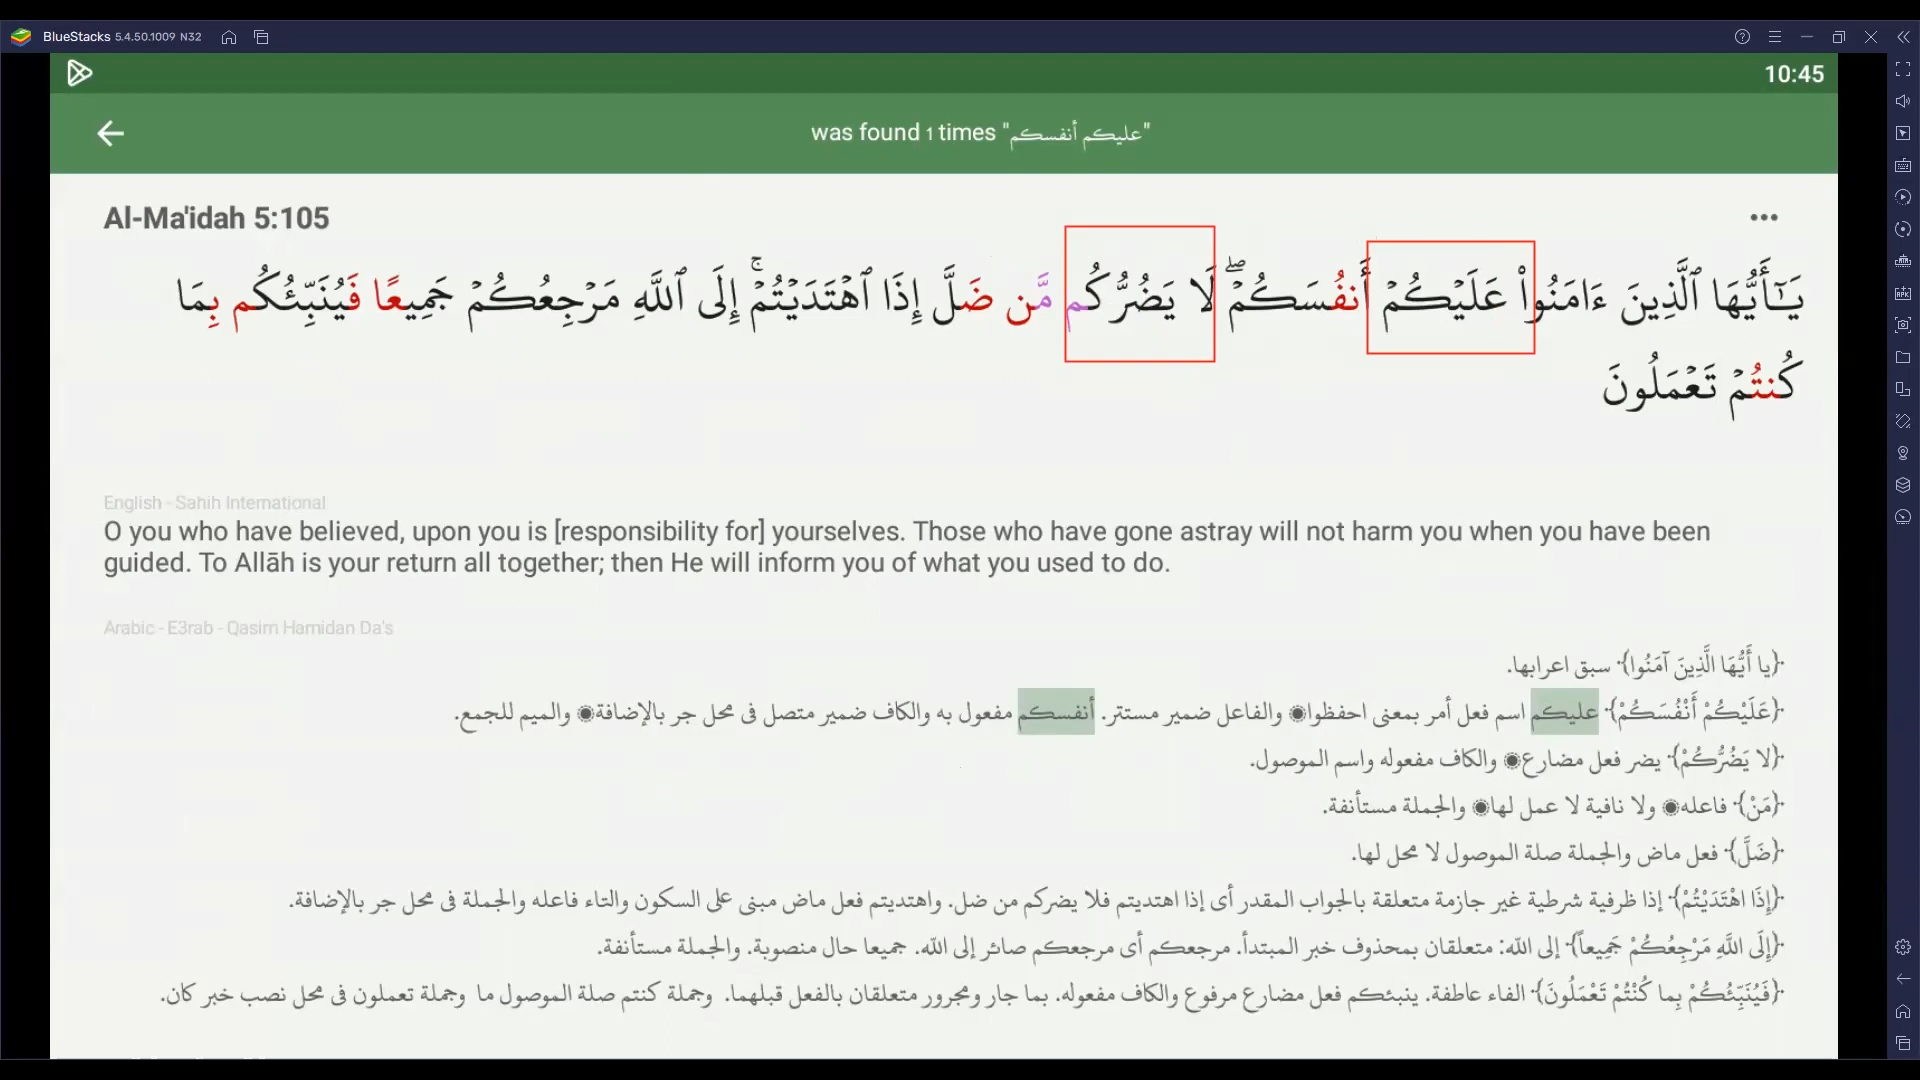 BlueStacks 5.4.50.1009 N32
10:45
was found 1 times "عليكم أنفسكم"
Al-Ma'idah 5:105
يَـٰٓأَيُّهَا ٱلَّذِينَ ءَامَنُوا۟ عَلَيْكُمْ أَنفُسَكُمْ ۖ لَا يَضُرُّكُم مَّن ضَلَّ إِذَا ٱهْتَدَيْتُمْ ۚ إِلَى ٱللَّهِ مَرْجِعُكُمْ جَمِيعًا فَيُنَبِّئُكُم بِمَا
كُنتُمْ تَعْمَلُونَ
English - Sahih International
O you who have believed, upon you is [responsibility for] yourselves. Those who have gone astray will not harm you when you have been
guided. To Allāh is your return all together; then He will inform you of what you used to do.
Arabic - E3rab - Qasim Hamidan Da's
{يا أَيُّهَا الَّذِينَ آمَنُوا} سبق اعرابها.
{عَلَيْكُمْ أَنْفُسَكُمْ} عليكم اسم فعل أمر بمعنى احفظوا◉ والفاعل ضمير مستتر. أنفسكم مفعول به والكاف ضمير متصل فى محل جر بالإضافة◉ والميم للجمع.
{لا يَضُرُّكُمْ} يضر فعل مضارع◉ والكاف مفعوله واسم الموصول.
{مَنْ} فاعله◉ ولا نافية لا عمل لها◉ والجملة مستأنفة.
{ضَلَّ} فعل ماض والجملة صلة الموصول لا محل لها.
{إِذَا اهْتَدَيْتُمْ} إذا ظرفية شرطية غير جازمة متعلقة بالجواب المقدر أى إذا اهتديتم فلا يضركم من ضل. واهتديتم فعل ماض مبنى على السكون والتاء فاعله والجملة فى محل جر بالإضافة.
{إِلَى اللَّهِ مَرْجِعُكُمْ جَمِيعاً} إلى الله: متعلقان بمحذوف خبر المبتدأ. مرجعكم أى مرجعكم صائر إلى الله. جميعا حال منصوبة. والجملة مستأنفة.
{فَيُنَبِّئُكُمْ بِما كُنْتُمْ تَعْمَلُونَ} الفاء عاطفة. ينبئكم فعل مضارع مرفوع والكاف مفعوله. بما جار ومجرور متعلقان بالفعل قبلهما. وجملة كنتم صلة الموصول ما وجملة تعملون فى محل نصب خبر كان.